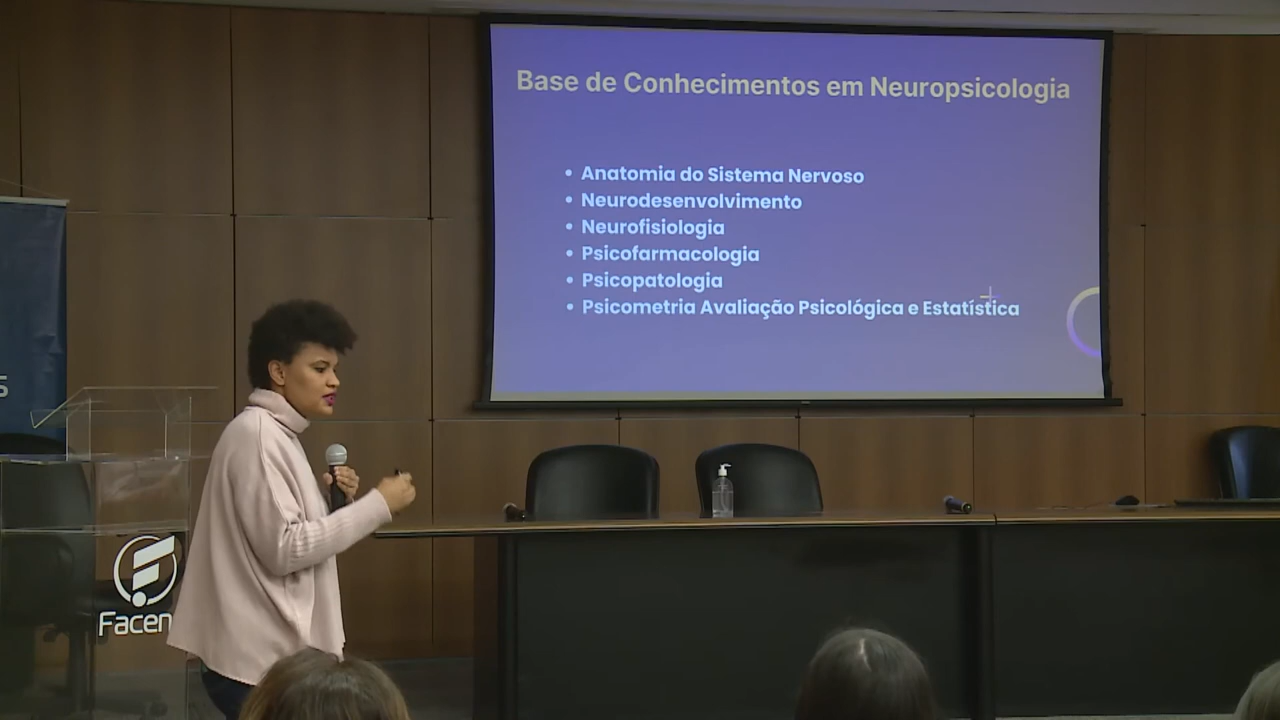 Base de Conhecimentos em Neuropsicologia
• Anatomia do Sistema Nervoso
• Neurodesenvolvimento
• Neurofisiologia
• Psicofarmacologia
• Psicopatologia
• Psicometria Avaliação Psicológica e Estatística
S
Facen